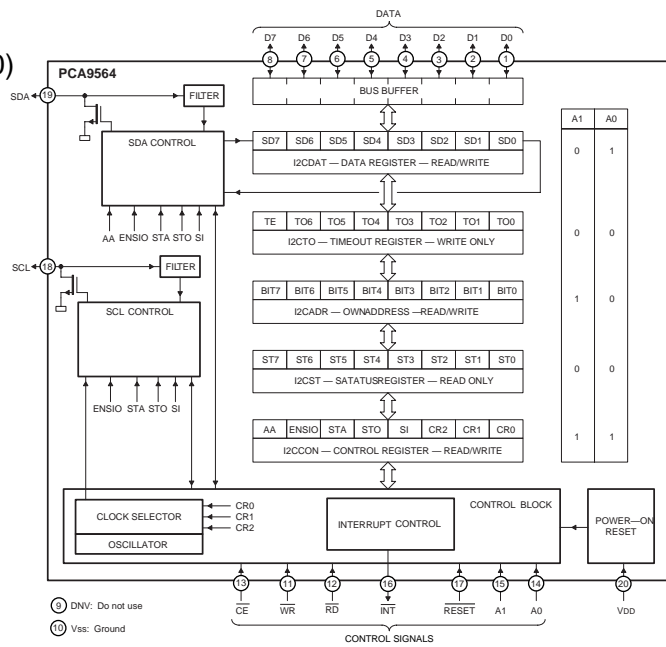 DATA
D7 D6 D5 D4 D3 D2 D1 D0
8 7 6 5 4 3 2 1
0)
PCA9564
BUS BUFFER
SDA 19
FILTER
SDA CONTROL
AA ENSIO STA STO SI
SD7 SD6 SD5 SD4 SD3 SD2 SD1 SD0
I2CDAT — DATA REGISTER — READ/WRITE
TE TO6 TO5 TO4 TO3 TO2 TO1 TO0
I2CTO — TIMEOUT REGISTER — WRITE ONLY
SCL 18
FILTER
SCL CONTROL
ENSIO STA STO SI
BIT7 BIT6 BIT5 BIT4 BIT3 BIT2 BIT1 BIT0
I2CADR — OWNADDRESS —READ/WRITE
ST7 ST6 ST5 ST4 ST3 ST2 ST1 ST0
I2CST — SATATUSREGISTER — READ ONLY
AA ENSIO STA STO SI CR2 CR1 CR0
I2CCON — CONTROL REGISTER — READ/WRITE
A1 A0
0 1
0 0
1 0
0 0
1 1
CLOCK SELECTOR
OSCILLATOR
CR0
CR1
CR2
INTERRUPT CONTROL
CONTROL BLOCK
POWER—ON
RESET
13 11 12 16 17 15 14 20
CE WR RD INT RESET A1 A0 VDD
CONTROL SIGNALS
9 DNV: Do not use
10 Vss: Ground